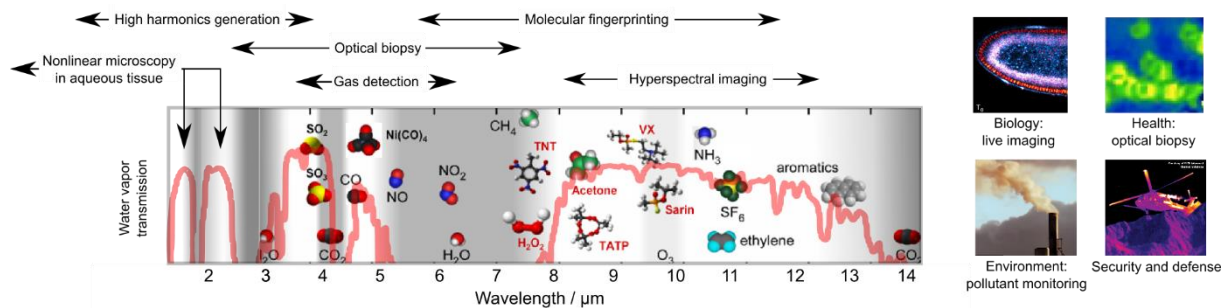 High harmonics generation
Molecular fingerprinting
Optical biopsy
Nonlinear microscopy
in aqueous tissue
Gas detection
Hyperspectral imaging
Water vapor
transmission
SO2
Ni(CO)4
CH4
TNT
VX
NH3
aromatics
SO3
CO
NO
NO2
Acetone
Sarin
SF6
H2O2
TATP
ethylene
I2O
CO2
H2O
O3
CO2
2 3 4 5 6 7 8 9 10 11 12 13 14
Wavelength / µm
Biology:
live imaging
Health:
optical biopsy
Environment:
pollutant monitoring
Security and defense